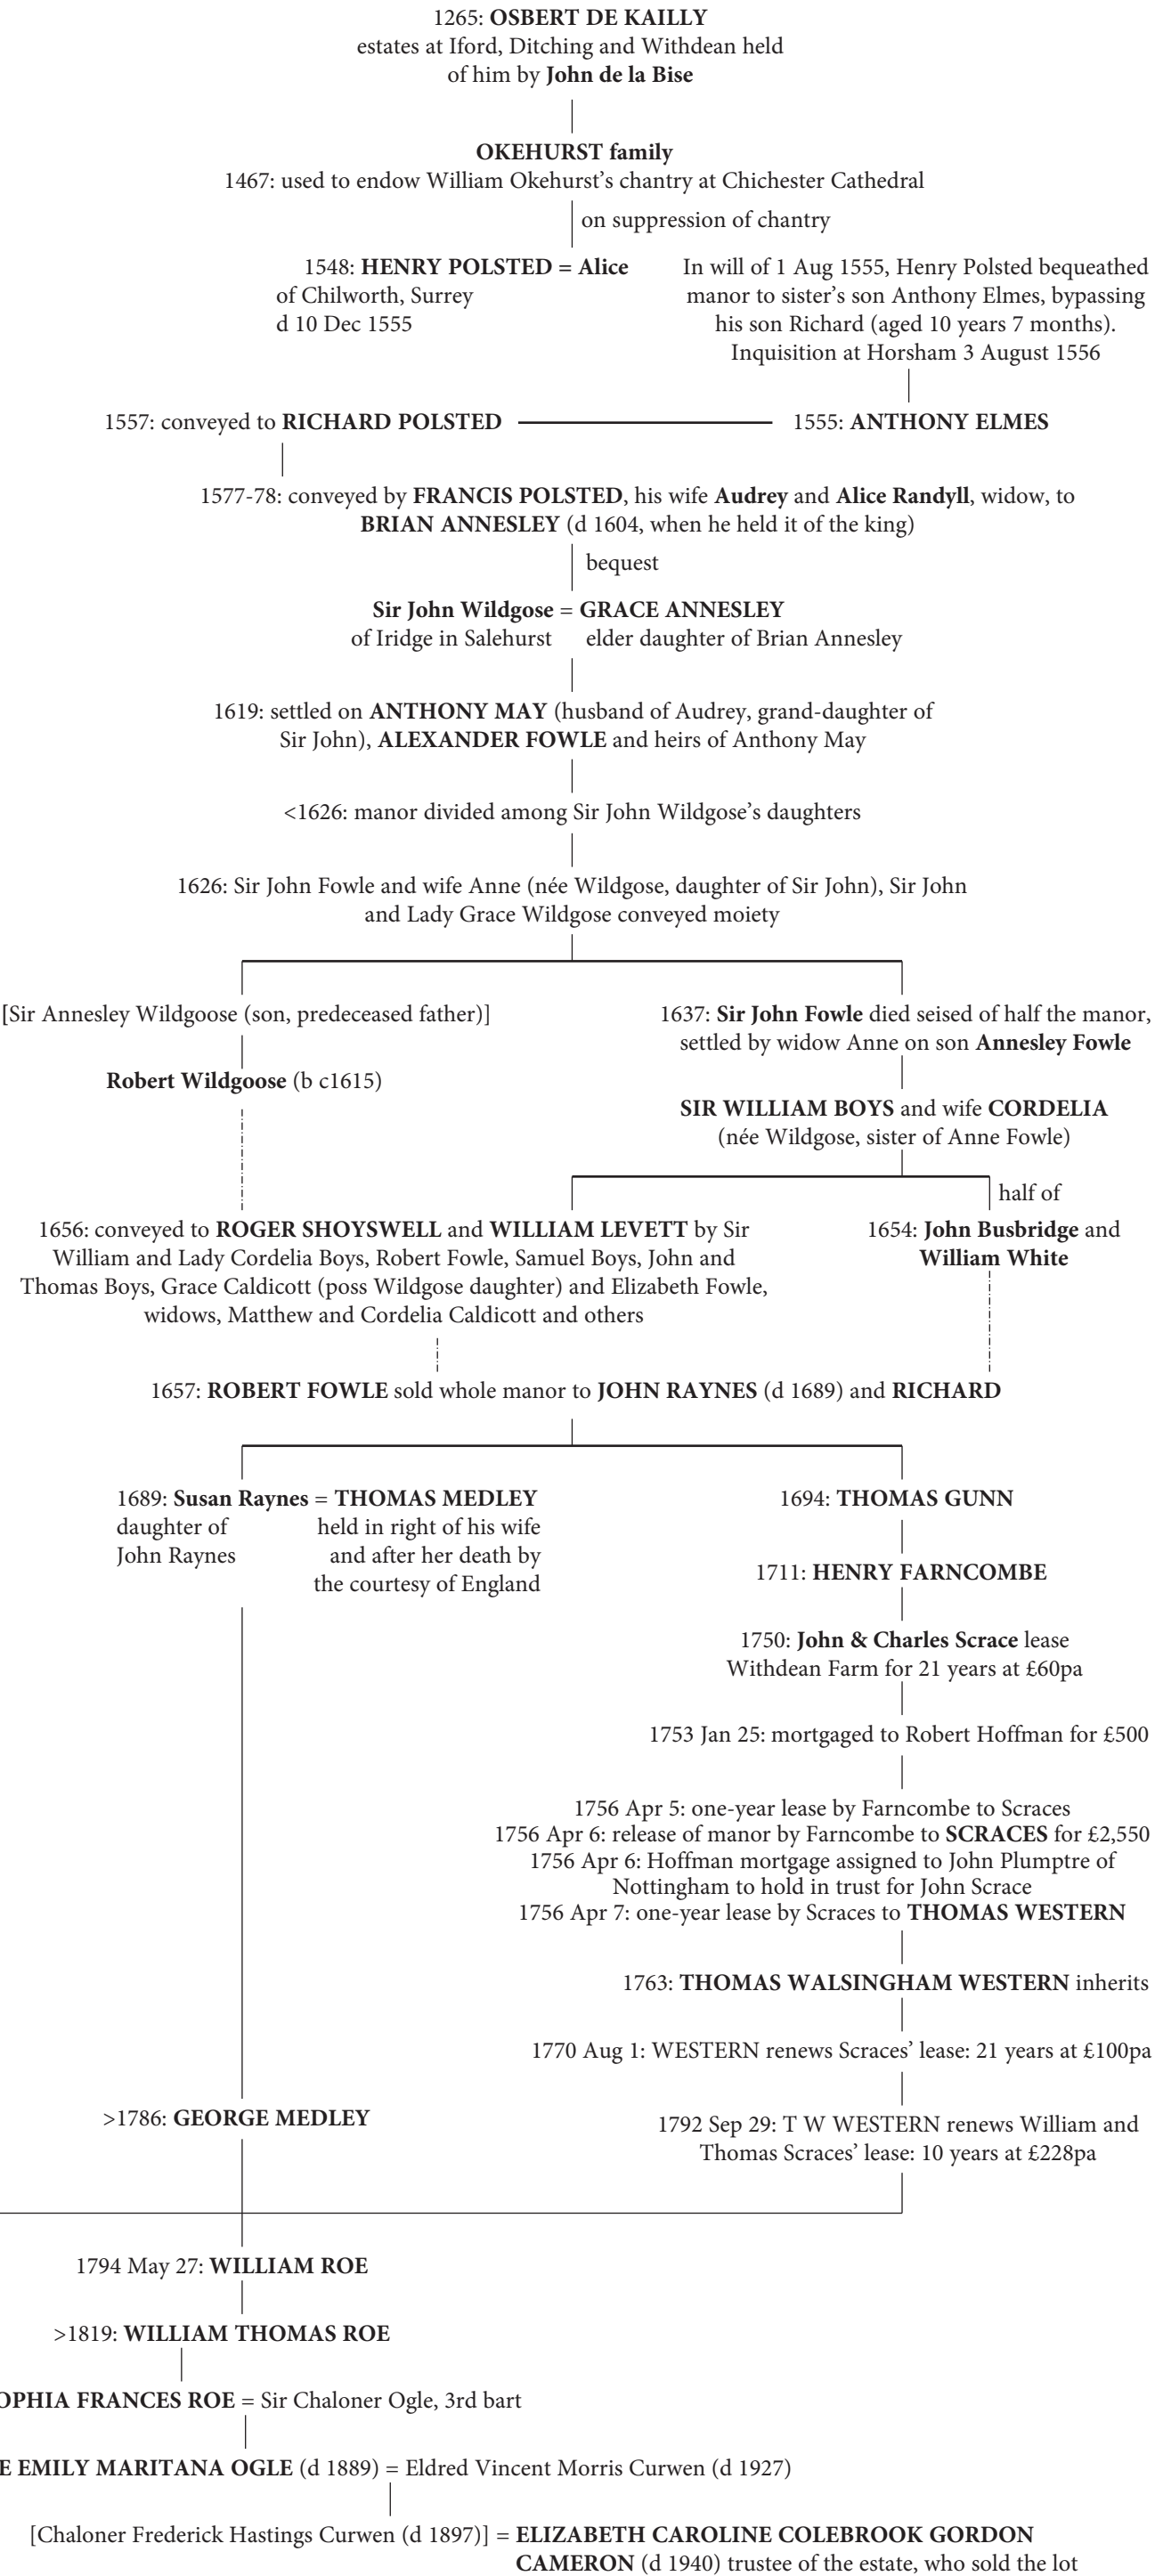 1265: OSBERT DE KAILLY
estates at Iford, Ditching and Withdean held
of him by John de la Bise
OKEHURST family
1467: used to endow William Okehurst’s chantry at Chichester Cathedral
on suppression of chantry
1548: HENRY POLSTED = Alice
of Chilworth, Surrey
d 10 Dec 1555
In will of 1 Aug 1555, Henry Polsted bequeathed
manor to sister’s son Anthony Elmes, bypassing
his son Richard (aged 10 years 7 months).
Inquisition at Horsham 3 August 1556
1557: conveyed to RICHARD POLSTED
1555: ANTHONY ELMES
1577-78: conveyed by FRANCIS POLSTED, his wife Audrey and Alice Randyll, widow, to
BRIAN ANNESLEY (d 1604, when he held it of the king)
bequest
Sir John Wildgose = GRACE ANNESLEY
of Iridge in Salehurst elder daughter of Brian Annesley
1619: settled on ANTHONY MAY (husband of Audrey, grand-daughter of
Sir John), ALEXANDER FOWLE and heirs of Anthony May
<1626: manor divided among Sir John Wildgose’s daughters
1626: Sir John Fowle and wife Anne (née Wildgose, daughter of Sir John), Sir John
and Lady Grace Wildgose conveyed moiety
[Sir Annesley Wildgoose (son, predeceased father)]
Robert Wildgoose (b c1615)
1637: Sir John Fowle died seised of half the manor,
settled by widow Anne on son Annesley Fowle
SIR WILLIAM BOYS and wife CORDELIA
(née Wildgose, sister of Anne Fowle)
half of
1656: conveyed to ROGER SHOYSWELL and WILLIAM LEVETT by Sir
William and Lady Cordelia Boys, Robert Fowle, Samuel Boys, John and
Thomas Boys, Grace Caldicott (poss Wildgose daughter) and Elizabeth Fowle,
widows, Matthew and Cordelia Caldicott and others
1654: John Busbridge and
William White
1657: ROBERT FOWLE sold whole manor to JOHN RAYNES (d 1689) and RICHARD
1689: Susan Raynes = THOMAS MEDLEY
daughter of held in right of his wife
John Raynes and after her death by
the courtesy of England
1694: THOMAS GUNN
1711: HENRY FARNCOMBE
1750: John & Charles Scrace lease
Withdean Farm for 21 years at £60pa
1753 Jan 25: mortgaged to Robert Hoffman for £500
1756 Apr 5: one-year lease by Farncombe to Scraces
1756 Apr 6: release of manor by Farncombe to SCRACES for £2,550
1756 Apr 6: Hoffman mortgage assigned to John Plumptre of
Nottingham to hold in trust for John Scrace
1756 Apr 7: one-year lease by Scraces to THOMAS WESTERN
1763: THOMAS WALSINGHAM WESTERN inherits
1770 Aug 1: WESTERN renews Scraces’ lease: 21 years at £100pa
>1786: GEORGE MEDLEY
1792 Sep 29: T W WESTERN renews William and
Thomas Scraces’ lease: 10 years at £228pa
1794 May 27: WILLIAM ROE
>1819: WILLIAM THOMAS ROE
OPHIA FRANCES ROE = Sir Chaloner Ogle, 3rd bart
E EMILY MARITANA OGLE (d 1889) = Eldred Vincent Morris Curwen (d 1927)
[Chaloner Frederick Hastings Curwen (d 1897)] = ELIZABETH CAROLINE COLEBROOK GORDON
CAMERON (d 1940) trustee of the estate, who sold the lot